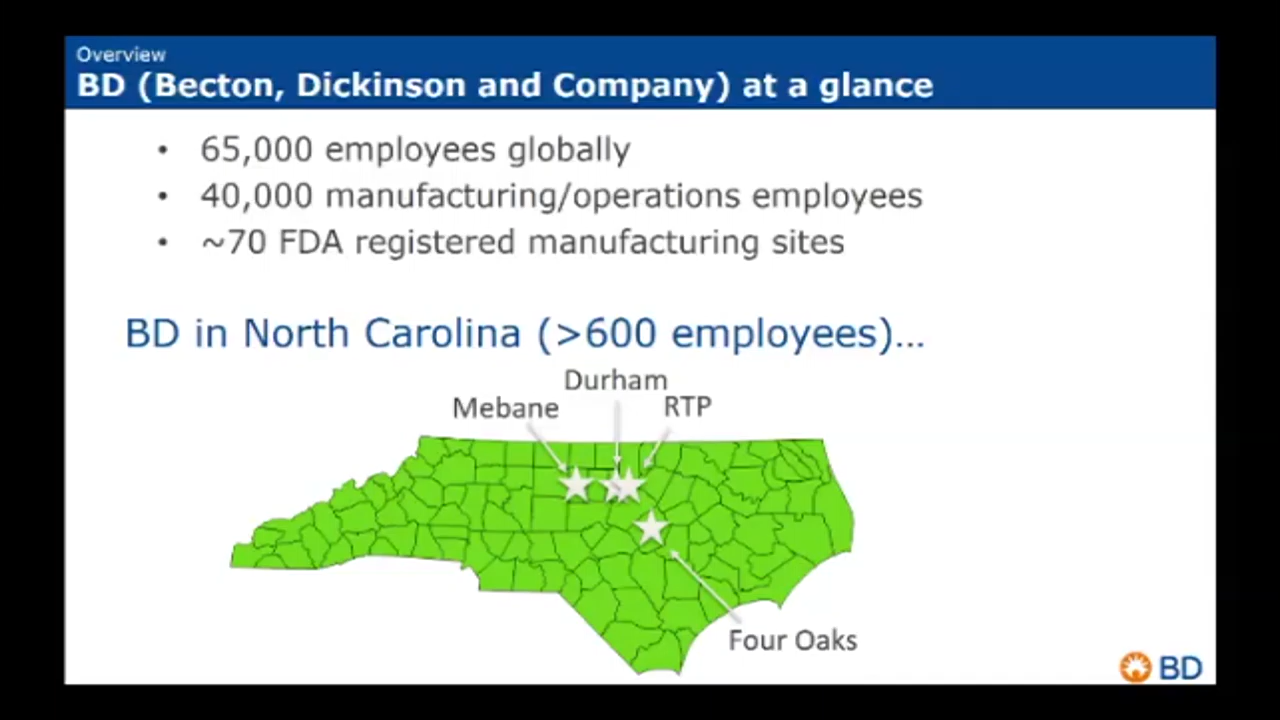 Overview
BD (Becton, Dickinson and Company) at a glance
• 65,000 employees globally
• 40,000 manufacturing/operations employees
• ~70 FDA registered manufacturing sites
BD in North Carolina (>600 employees)...
Durham
Mebane
RTP
Four Oaks
BD